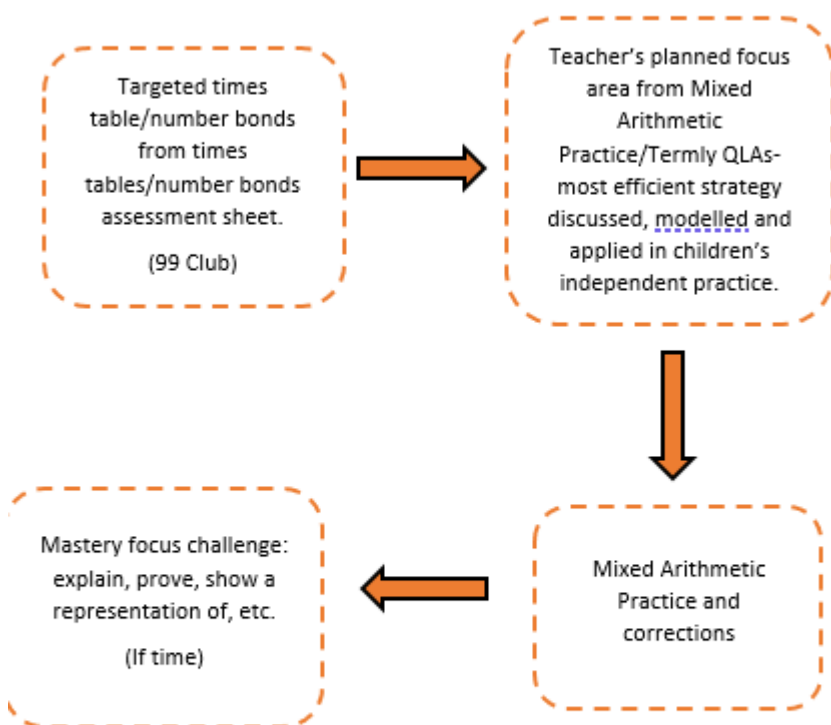 Targeted times
table/number bonds
from times
tables/number bonds
assessment sheet.
(99 Club)
Teacher’s planned focus
area from Mixed
Arithmetic
Practice/Termly QLAs-
most efficient strategy
discussed, modelled and
applied in children’s
independent practice.
Mixed Arithmetic
Practice and
corrections
Mastery focus challenge:
explain, prove, show a
representation of, etc.
(If time)